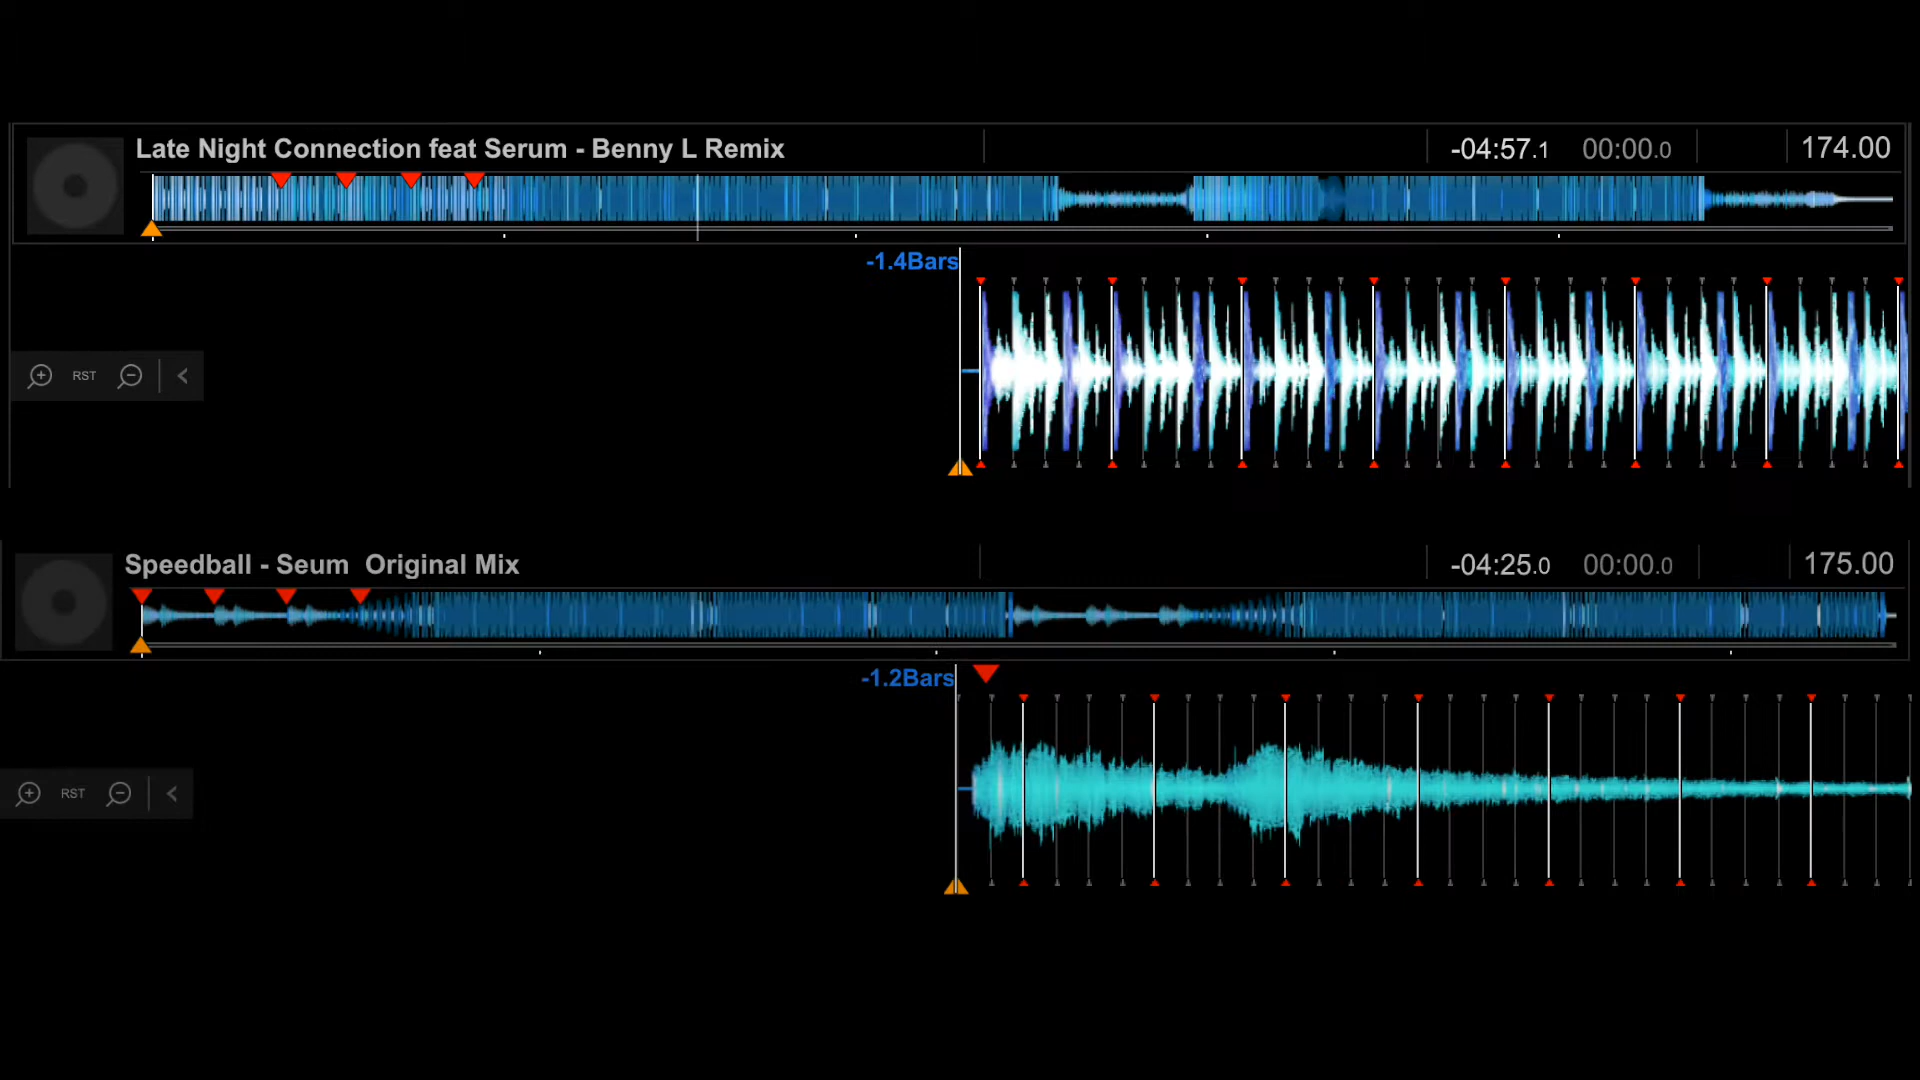 Late Night Connection feat Serum - Benny L Remix
-04:57.1 00:00.0 174.00
-1.4Bars
RST
Speedball - Seum  Original Mix
-04:25.0 00:00.0 175.00
-1.2Bars
RST